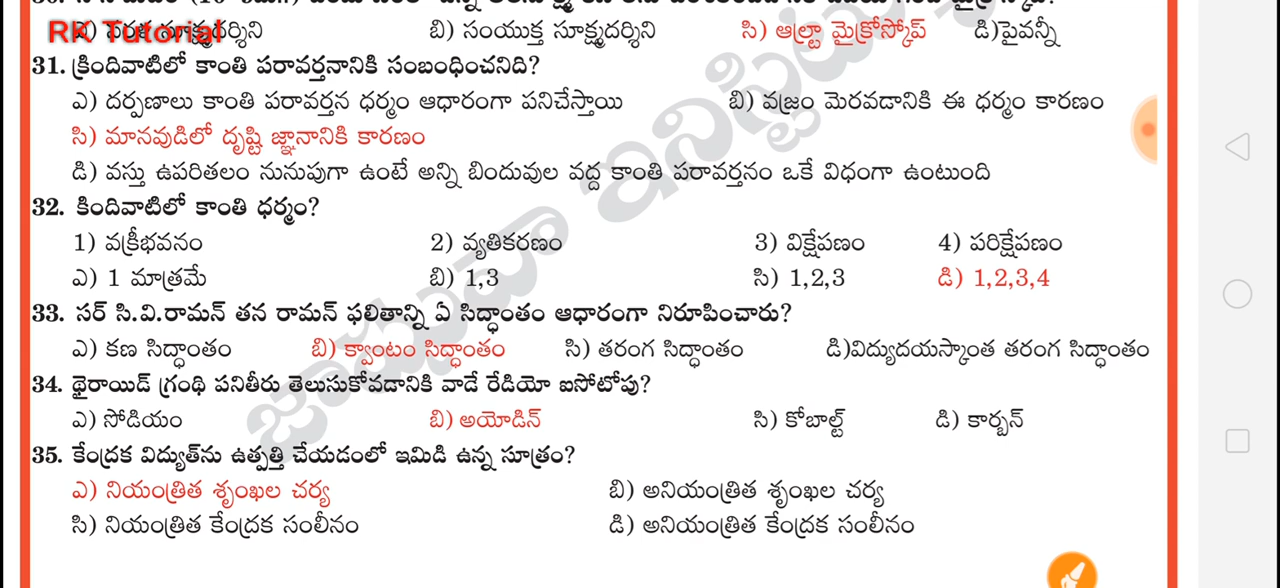 RK Tutorial
బి) సంయుక్త సూక్ష్మదర్శిని సి) ఆల్ట్రా మైక్రోస్కోప్ డి)పైవన్నీ
31. క్రిందివాటిలో కాంతి పరావర్తనానికి సంబంధించనిది?
ఎ) దర్పణాలు కాంతి పరావర్తన ధర్మం ఆధారంగా పనిచేస్తాయి బి) వజ్రం మెరవడానికి ఈ ధర్మం కారణం
సి) మానవుడిలో దృష్టి జ్ఞానానికి కారణం
డి) వస్తు ఉపరితలం నునుపుగా ఉంటే అన్ని బిందువుల వద్ద కాంతి పరావర్తనం ఒకే విధంగా ఉంటుంది
32. కిందివాటిలో కాంతి ధర్మం?
1) వక్రీభవనం 2) వ్యతికరణం 3) విక్షేపణం 4) పరిక్షేపణం
ఎ) 1 మాత్రమే బి) 1,3 సి) 1,2,3 డి) 1,2,3,4
33. సర్ సి.వి.రామన్ తన రామన్ ఫలితాన్ని ఏ సిద్ధాంతం ఆధారంగా నిరూపించారు?
ఎ) కణ సిద్ధాంతం బి) క్వాంటం సిద్ధాంతం సి) తరంగ సిద్ధాంతం డి)విద్యుదయస్కాంత తరంగ సిద్ధాంతం
34. థైరాయిడ్ గ్రంథి పనితీరు తెలుసుకోవడానికి వాడే రేడియో ఐసోటోపు?
ఎ) సోడియం బి) అయోడిన్ సి) కోబాల్ట్ డి) కార్బన్
35. కేంద్రక విద్యుత్‌ను ఉత్పత్తి చేయడంలో ఇమిడి ఉన్న సూత్రం?
ఎ) నియంత్రిత శృంఖల చర్య బి) అనియంత్రిత శృంఖల చర్య
సి) నియంత్రిత కేంద్రక సంలీనం డి) అనియంత్రిత కేంద్రక సంలీనం